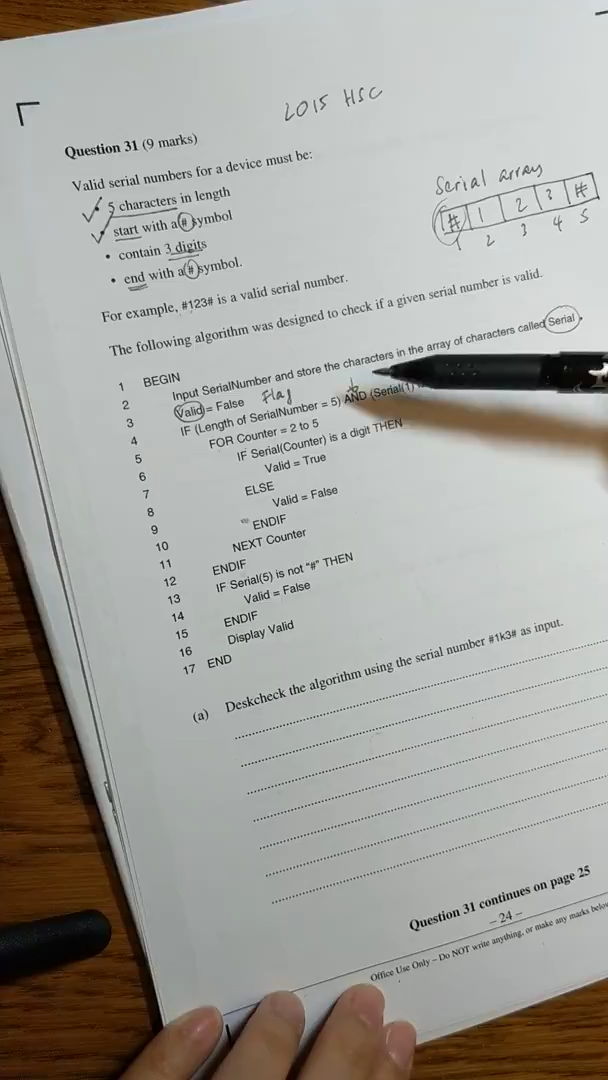 2015 HSC
Question 31 (9 marks)
Valid serial numbers for a device must be:
5 characters in length
start with a # symbol
• contain 3 digits
• end with a # symbol.
Serial array
# 1 2 3 #
1 2 3 4 5
For example, #123# is a valid serial number.
The following algorithm was designed to check if a given serial number is valid.
1 BEGIN
2 Input SerialNumber and store the characters in the array of characters called Serial.
3 Valid = False Flag
4 IF (Length of SerialNumber = 5) AND (Serial(1)
5 FOR Counter = 2 to 5
6 IF Serial(Counter) is a digit THEN
7 Valid = True
8 ELSE
9 Valid = False
10 ENDIF
11 NEXT Counter
12 ENDIF
13 IF Serial(5) is not "#" THEN
14 Valid = False
15 ENDIF
16 Display Valid
17 END
(a) Deskcheck the algorithm using the serial number #1k3# as input.
Question 31 continues on page 25
– 24 –
Office Use Only – Do NOT write anything, or make any marks below